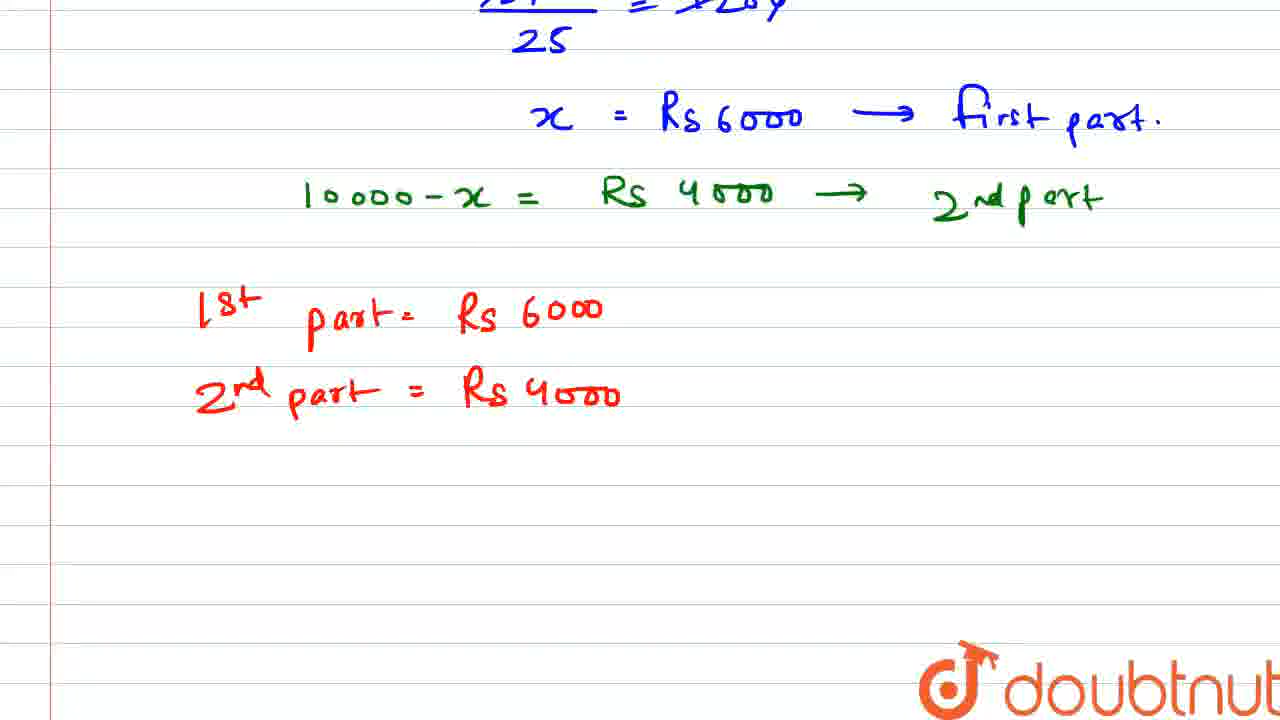 25
x = Rs 6000 → first part.
10000 - x = Rs 4000 → 2nd part
1st part = Rs 6000
2nd part = Rs 4000
doubtnut